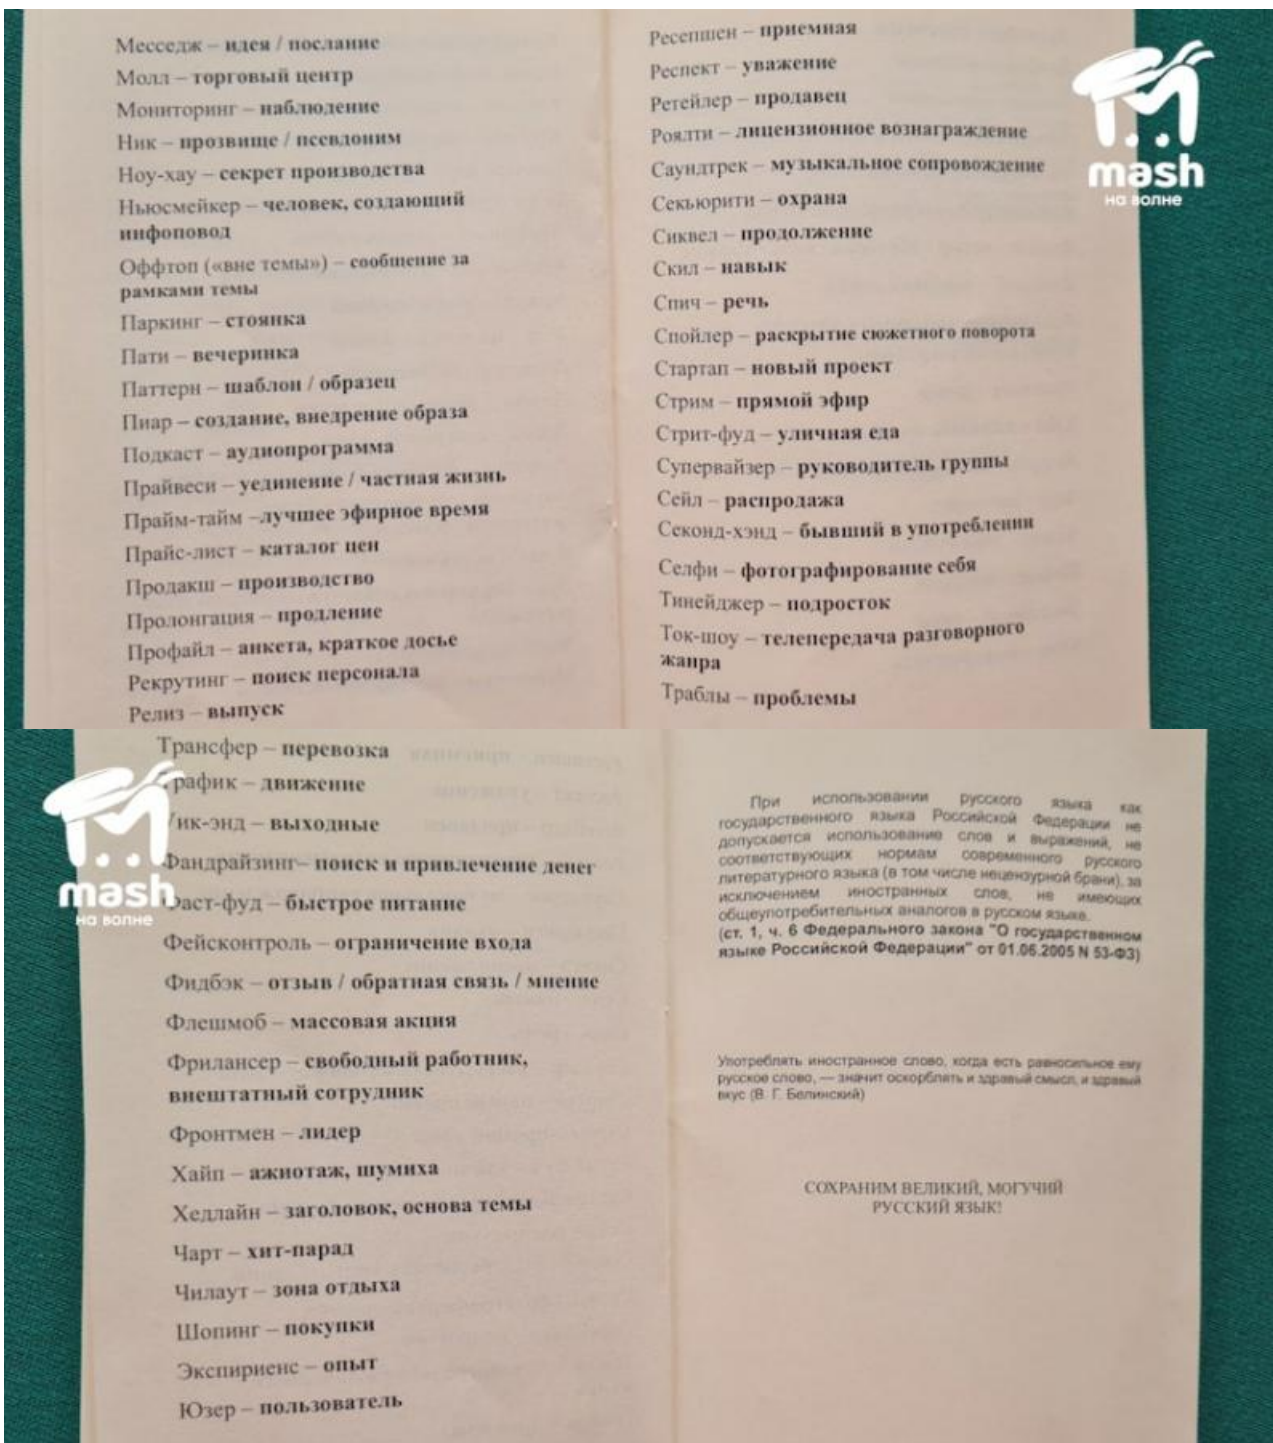 Месседж – идея / послание
Молл – торговый центр
Мониторинг – наблюдение
Ник – прозвище / псевдоним
Ноу-хау – секрет производства
Ньюсмейкер – человек, создающий
инфоповод
Оффтоп («вне темы») – сообщение за
рамками темы
Паркинг – стоянка
Пати – вечеринка
Паттерн – шаблон / образец
Пиар – создание, внедрение образа
Подкаст – аудиопрограмма
Прайвеси – уединение / частная жизнь
Прайм-тайм –лучшее эфирное время
Прайс-лист – каталог цен
Продакш – производство
Пролонгация – продление
Профайл – анкета, краткое досье
Рекрутинг – поиск персонала
Релиз – выпуск
Ресепшен – приемная
Респект – уважение
Ретейлер – продавец
Роялти – лицензионное вознаграждение
Саундтрек – музыкальное сопровождение
Секьюрити – охрана
Сиквел – продолжение
Скил – навык
Спич – речь
Спойлер – раскрытие сюжетного поворота
Стартап – новый проект
Стрим – прямой эфир
Стрит-фуд – уличная еда
Супервайзер – руководитель группы
Сейл – распродажа
Секонд-хэнд – бывший в употреблении
Селфи – фотографирование себя
Тинейджер – подросток
Ток-шоу – телепередача разговорного
жанра
Траблы – проблемы
mash
на волне
Трансфер – перевозка
Трафик – движение
Уик-энд – выходные
Фандрайзинг– поиск и привлечение денег
Фаст-фуд – быстрое питание
Фейсконтроль – ограничение входа
Фидбэк – отзыв / обратная связь / мнение
Флешмоб – массовая акция
Фрилансер – свободный работник,
внештатный сотрудник
Фронтмен – лидер
Хайп – ажиотаж, шумиха
Хедлайн – заголовок, основа темы
Чарт – хит-парад
Чилаут – зона отдыха
Шопинг – покупки
Экспириенс – опыт
Юзер – пользователь
mash
на волне
При использовании русского языка как
государственного языка Российской Федерации не
допускается использование слов и выражений, не
соответствующих нормам современного русского
литературного языка (в том числе нецензурной брани), за
исключением иностранных слов, не имеющих
общеупотребительных аналогов в русском языке.
(ст. 1, ч. 6 Федерального закона "О государственном
языке Российской Федерации" от 01.06.2005 N 53-ФЗ)
Употреблять иностранное слово, когда есть равносильное ему
русское слово, — значит оскорблять и здравый смысл, и здравый
вкус (В. Г. Белинский)
СОХРАНИМ ВЕЛИКИЙ, МОГУЧИЙ
РУССКИЙ ЯЗЫК!